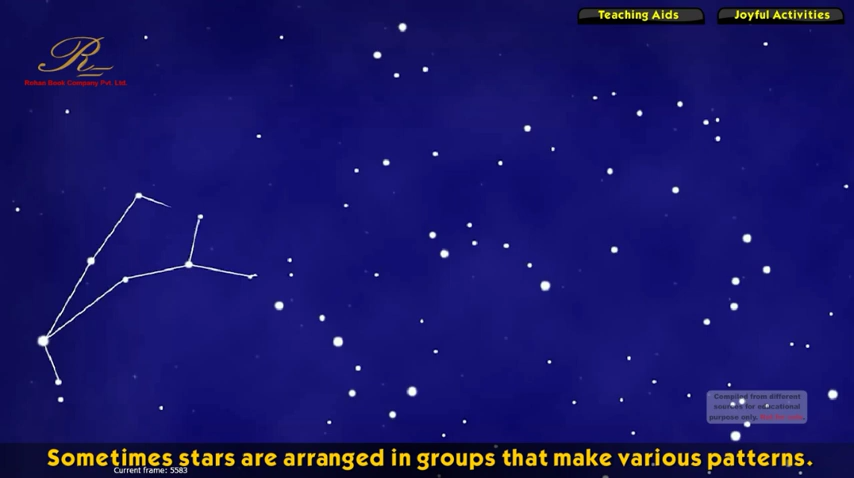 Teaching Aids
Joyful Activities
R
Rohan Book Company Pvt. Ltd.
Compiled from different
sources for educational
purpose only.
Sometimes stars are arranged in groups that make various patterns.
Current frame: 5583